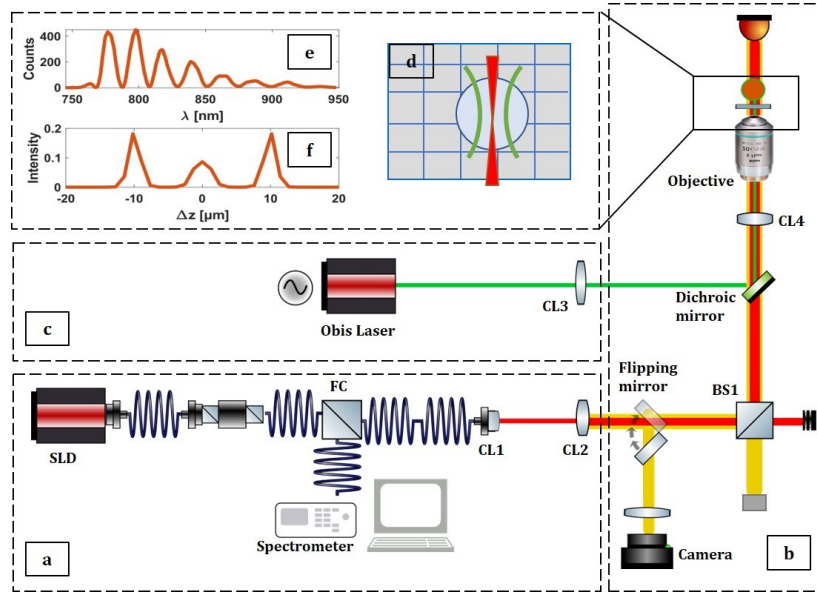 e
Counts
400
200
0
750
800
850
900
950
λ [nm]
f
Intensity
0.2
0.1
0
-20
-10
0
10
20
Δz [µm]
d
Objective
CL4
c
Obis Laser
CL3
Dichroic
mirror
Flipping
mirror
BS1
FC
SLD
CL1
CL2
Spectrometer
Camera
a
b